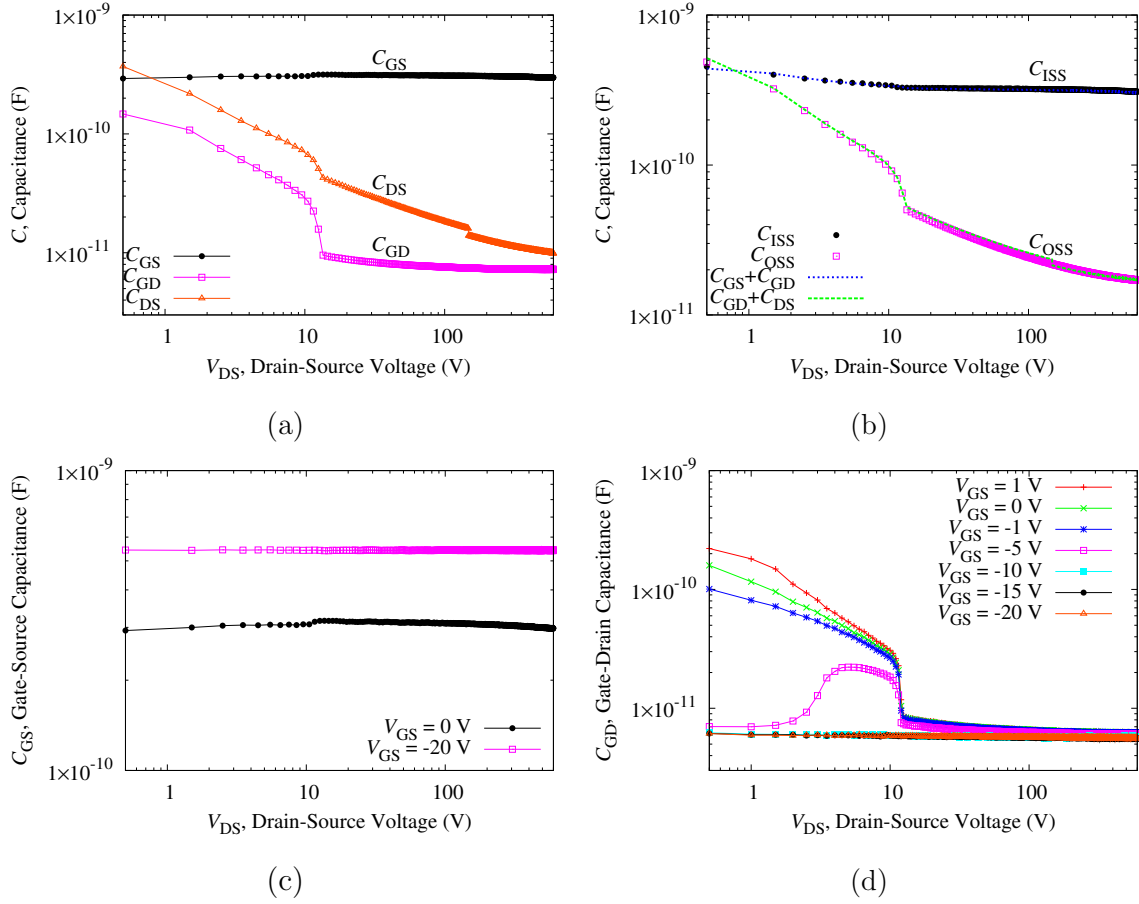 1×10⁻⁹
1×10⁻¹⁰
1×10⁻¹¹
C, Capacitance (F)
C_GS
C_DS
C_GD
C_GS
C_GD
C_DS
1 10 100
V_DS, Drain-Source Voltage (V)
(a)
1×10⁻⁹
1×10⁻¹⁰
1×10⁻¹¹
C, Capacitance (F)
C_ISS
C_OSS
C_ISS
C_OSS
C_GS+C_GD
C_GD+C_DS
1 10 100
V_DS, Drain-Source Voltage (V)
(b)
1×10⁻⁹
1×10⁻¹⁰
C_GS, Gate-Source Capacitance (F)
V_GS = 0 V
V_GS = -20 V
1 10 100
V_DS, Drain-Source Voltage (V)
(c)
1×10⁻⁹
1×10⁻¹⁰
1×10⁻¹¹
C_GD, Gate-Drain Capacitance (F)
V_GS = 1 V
V_GS = 0 V
V_GS = -1 V
V_GS = -5 V
V_GS = -10 V
V_GS = -15 V
V_GS = -20 V
1 10 100
V_DS, Drain-Source Voltage (V)
(d)